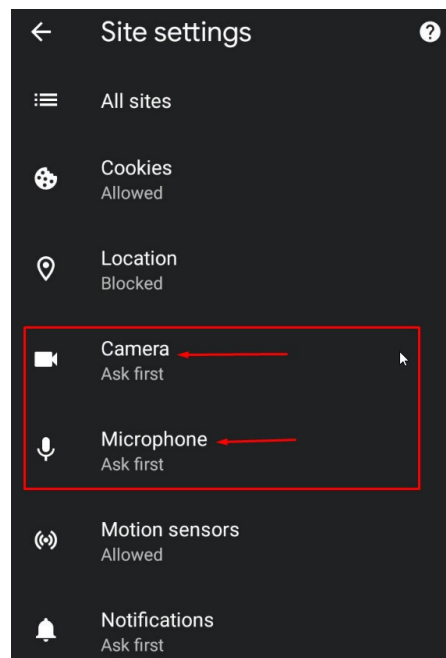 Site settings
All sites
Cookies
Allowed
Location
Blocked
Camera
Ask first
Microphone
Ask first
Motion sensors
Allowed
Notifications
Ask first